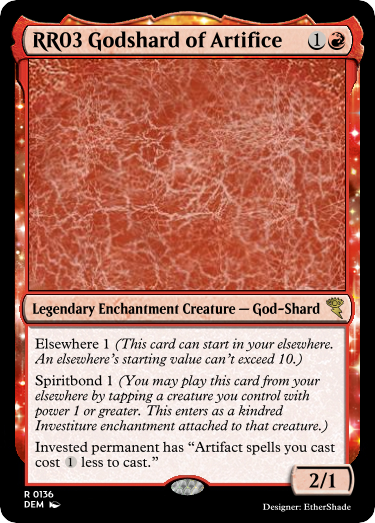 RR03 Godshard of Artifice 1
Legendary Enchantment Creature — God-Shard
Elsewhere 1 (This card can start in your elsewhere.
An elsewhere's starting value can't exceed 10.)
Spiritbond 1 (You may play this card from your
elsewhere by tapping a creature you control with
power 1 or greater. This enters as a kindred
Investiture enchantment attached to that creature.)
Invested permanent has “Artifact spells you cast
cost 1 less to cast.”
2/1
R 0136
DEM
Designer: EtherShade